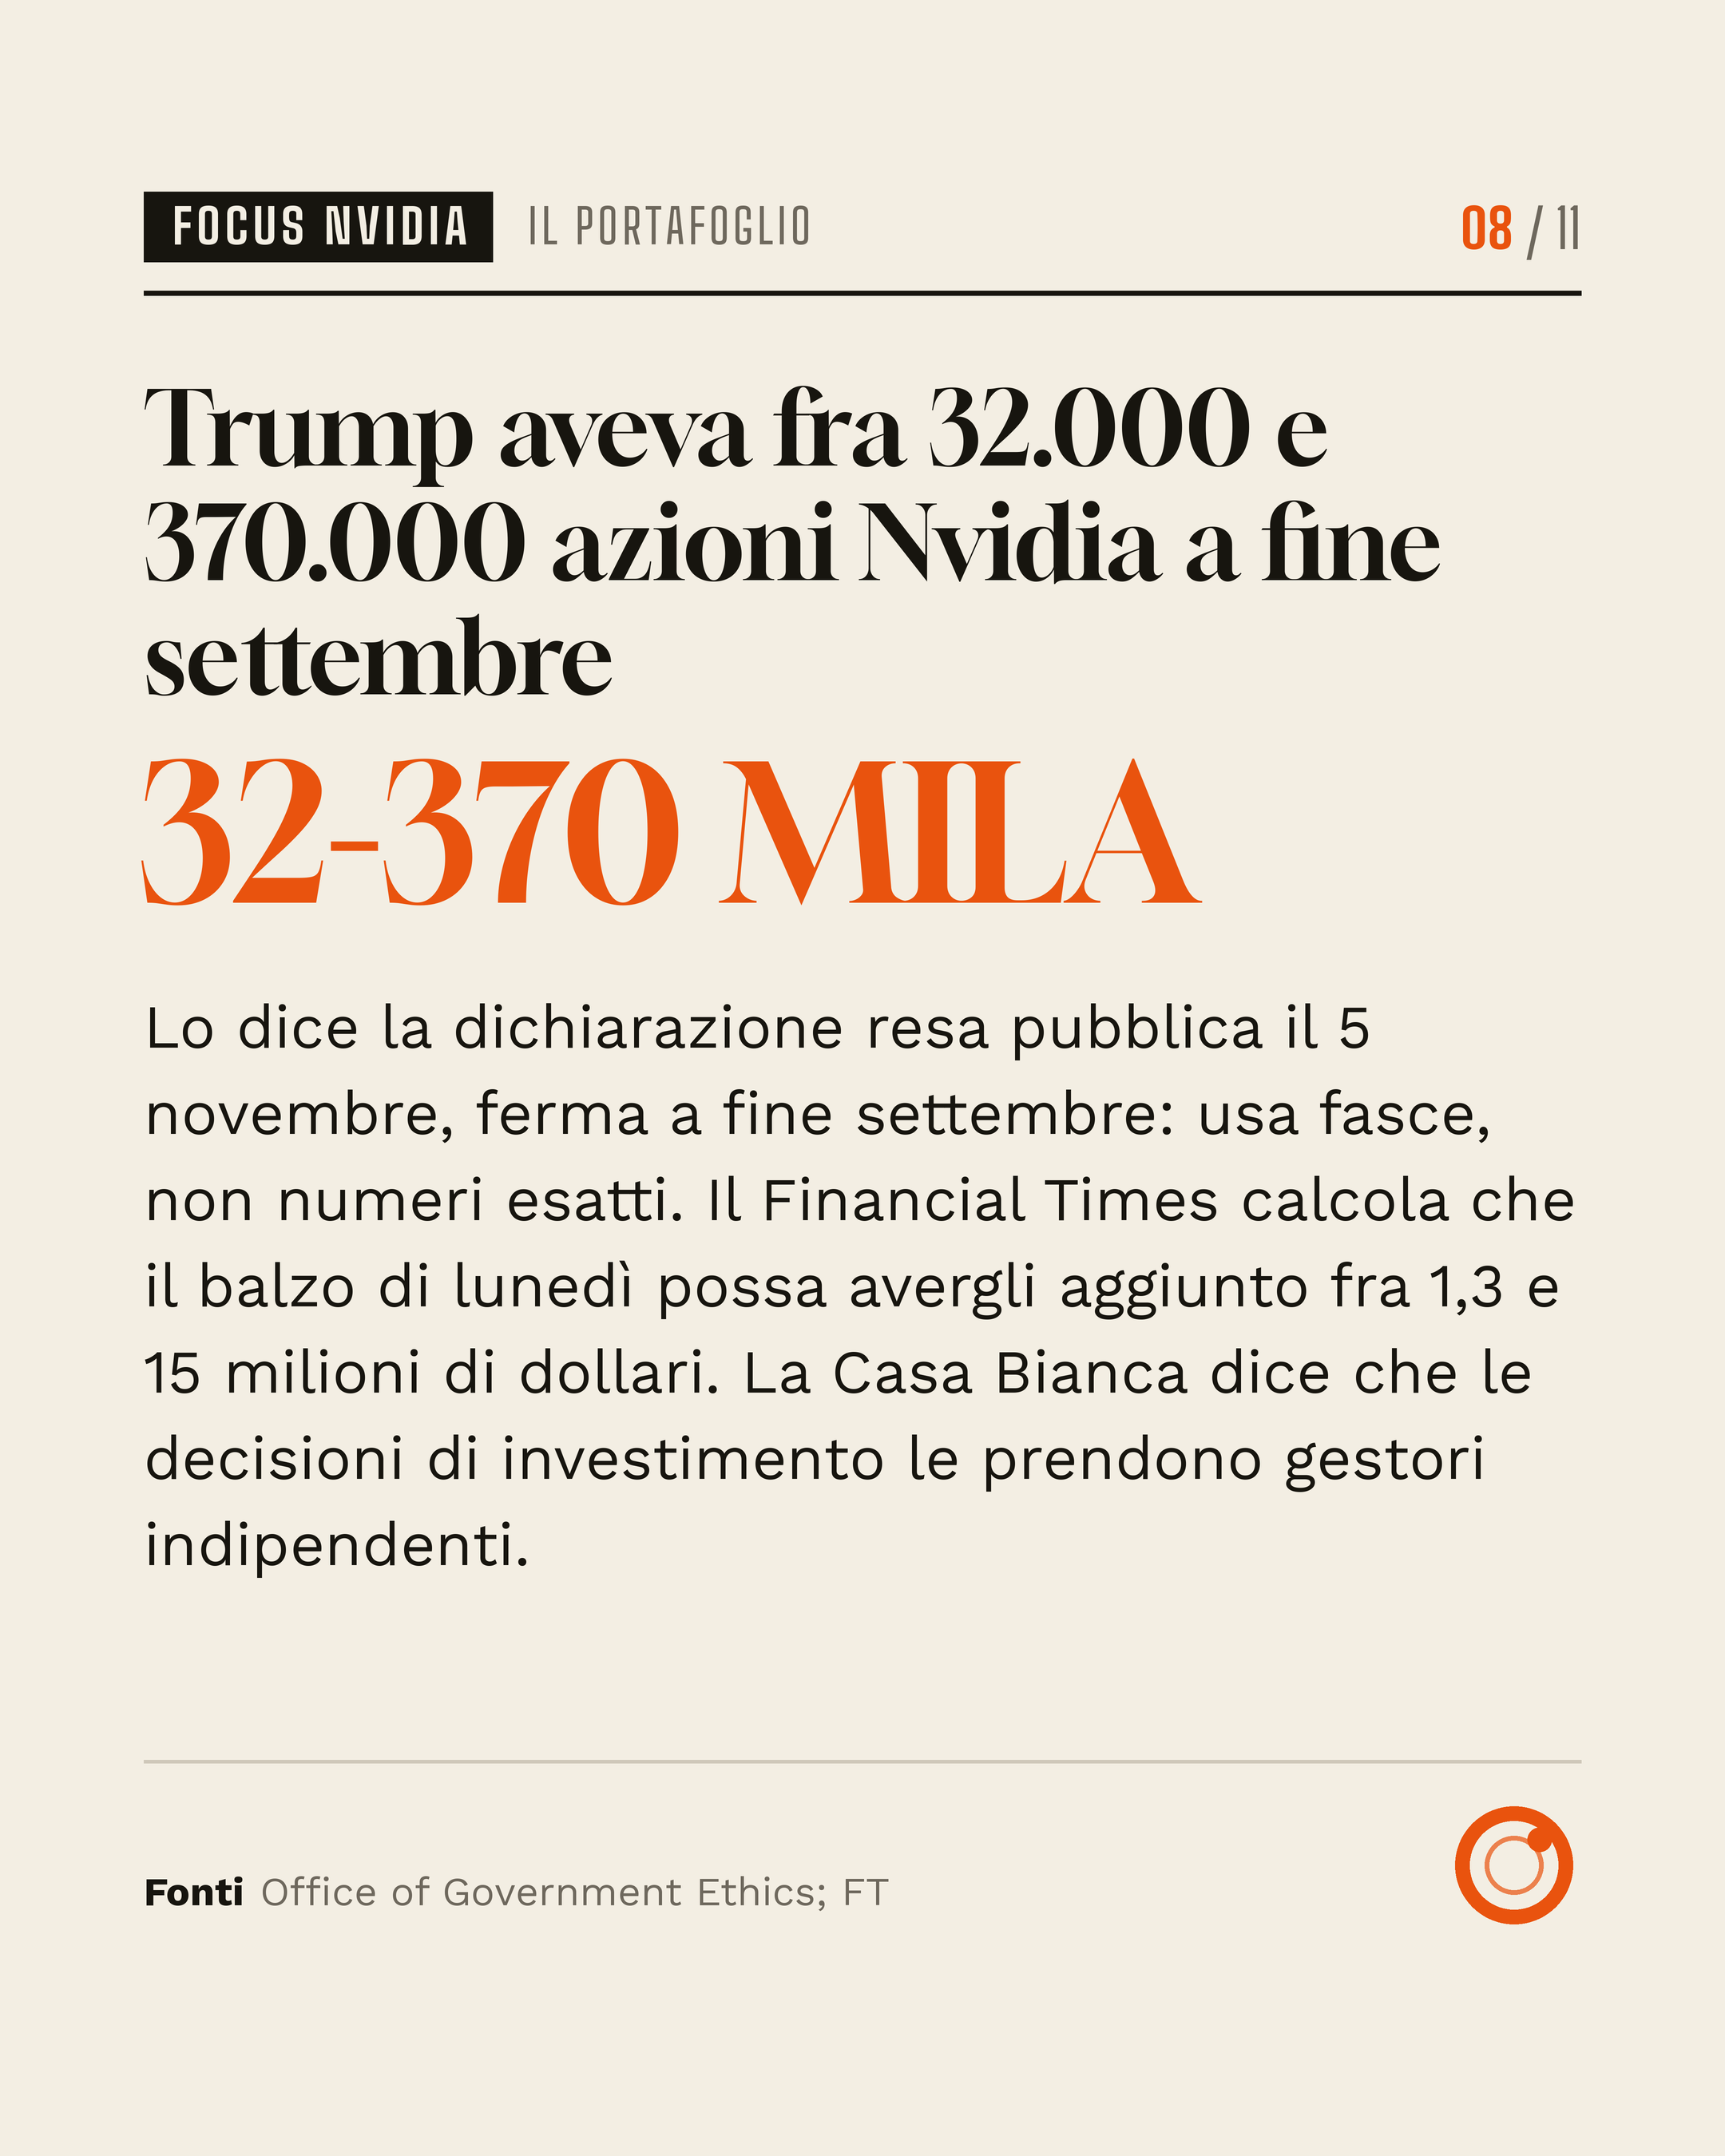 FOCUS NVIDIA IL PORTAFOGLIO 08 / 11
Trump aveva fra 32.000 e
370.000 azioni Nvidia a fine
settembre
32-370 MILA
Lo dice la dichiarazione resa pubblica il 5
novembre, ferma a fine settembre: usa fasce,
non numeri esatti. Il Financial Times calcola che
il balzo di lunedì possa avergli aggiunto fra 1,3 e
15 milioni di dollari. La Casa Bianca dice che le
decisioni di investimento le prendono gestori
indipendenti.
Fonti Office of Government Ethics; FT